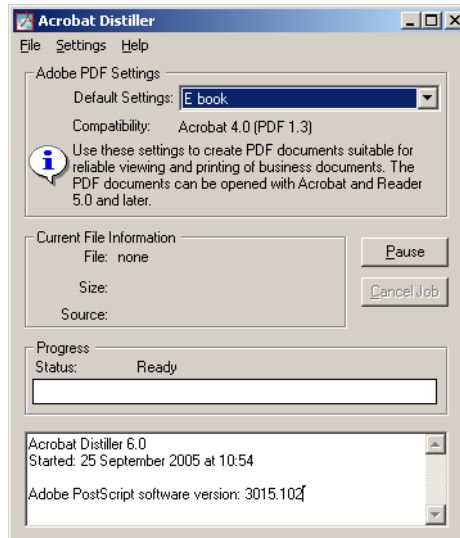 Acrobat Distiller
File Settings Help
Adobe PDF Settings
Default Settings: E book
Compatibility: Acrobat 4.0 (PDF 1.3)
Use these settings to create PDF documents suitable for
reliable viewing and printing of business documents. The
PDF documents can be opened with Acrobat and Reader
5.0 and later.
Current File Information
File: none
Size:
Source:
Pause
Cancel Job
Progress
Status: Ready
Acrobat Distiller 6.0
Started: 25 September 2005 at 10:54
Adobe PostScript software version: 3015.102